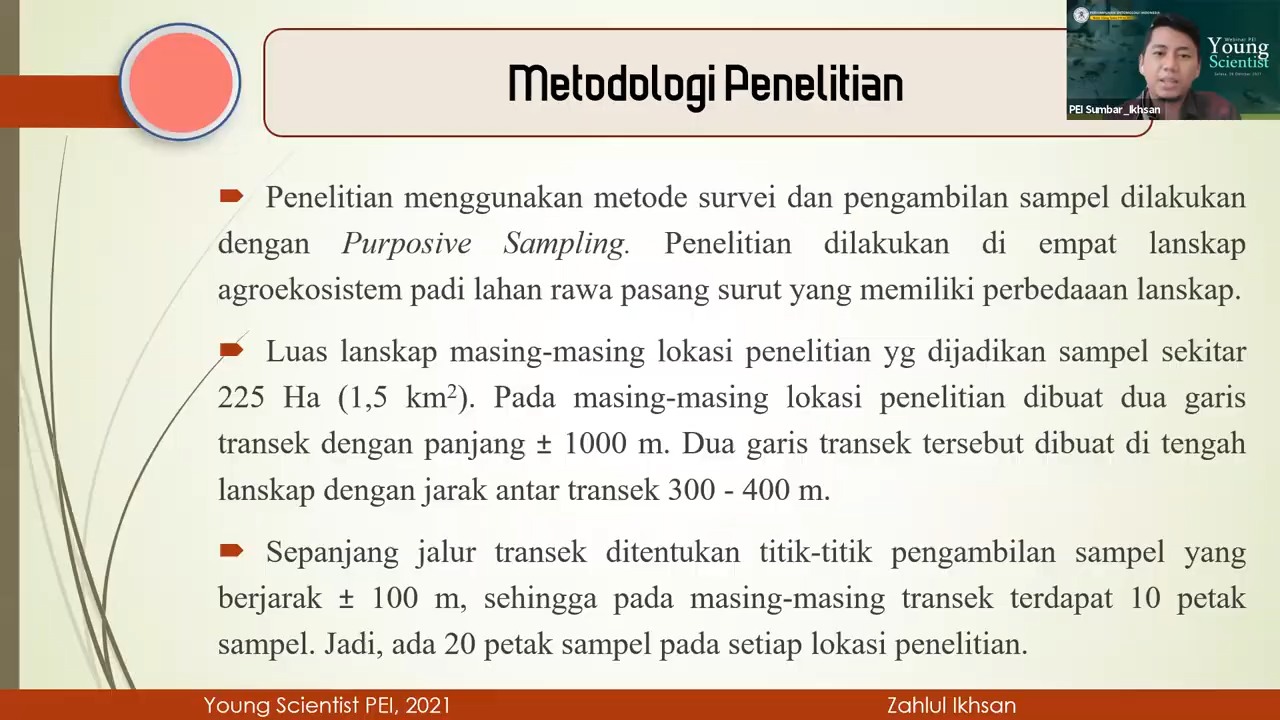 Metodologi Penelitian
Webinar PEI
Young
Scientist
PEI Sumbar_Ikhsan
Penelitian menggunakan metode survei dan pengambilan sampel dilakukan
dengan Purposive Sampling. Penelitian dilakukan di empat lanskap
agroekosistem padi lahan rawa pasang surut yang memiliki perbedaaan lanskap.
Luas lanskap masing-masing lokasi penelitian yg dijadikan sampel sekitar
225 Ha (1,5 km²). Pada masing-masing lokasi penelitian dibuat dua garis
transek dengan panjang ± 1000 m. Dua garis transek tersebut dibuat di tengah
lanskap dengan jarak antar transek 300 - 400 m.
Sepanjang jalur transek ditentukan titik-titik pengambilan sampel yang
berjarak ± 100 m, sehingga pada masing-masing transek terdapat 10 petak
sampel. Jadi, ada 20 petak sampel pada setiap lokasi penelitian.
Young Scientist PEI, 2021
Zahlul Ikhsan